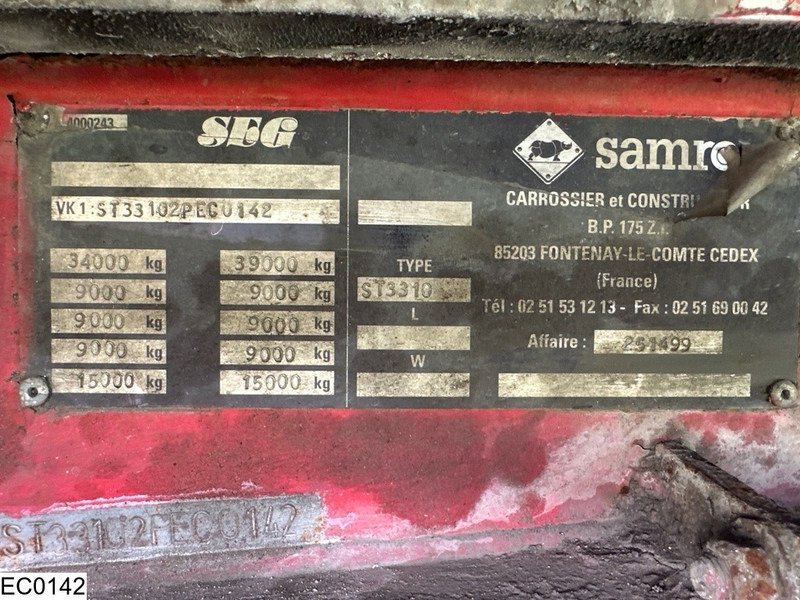 4000243
SEG
VK1:ST33102PEC0142
34000 kg 39000 kg
9000 kg 9000 kg
9000 kg 9000 kg
9000 kg 9000 kg
15000 kg 15000 kg
TYPE
ST3310
L
W
samro
CARROSSIER et
B.P. 175
85203 FONTENAY-LE-COMTE CEDEX
(France)
Tél : 02 51 53 12 13 - Fax : 02 51 69 00 42
Affaire : 251499
ST33102PEC0142
EC0142